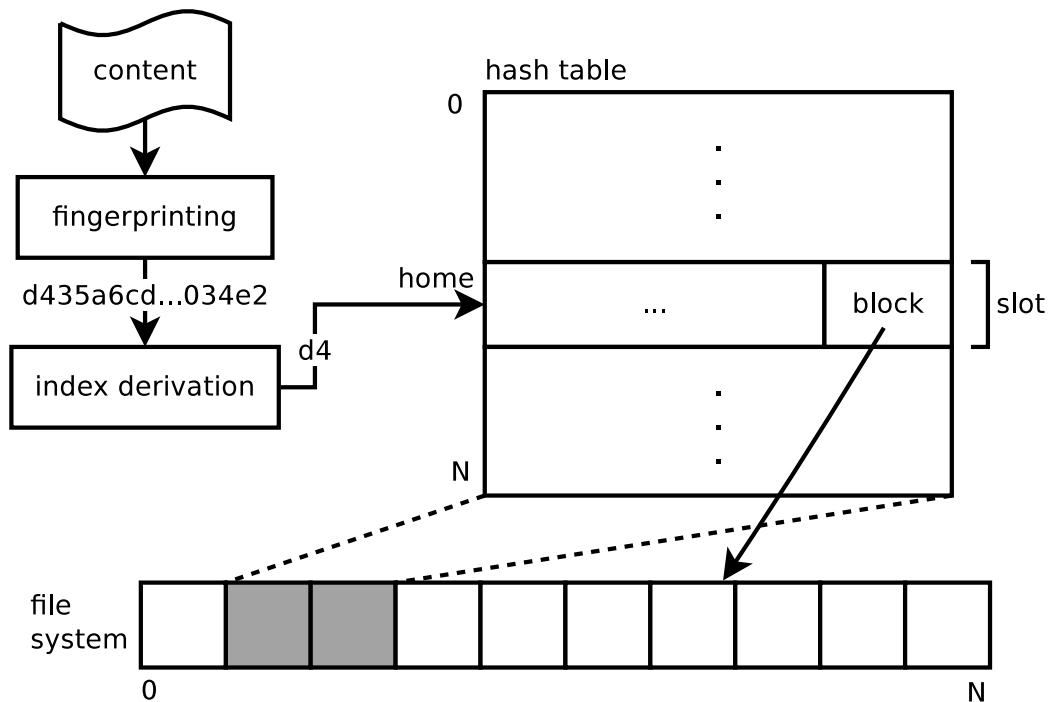 content
fingerprinting
d435a6cd...034e2
index derivation
d4
home
hash table
0
.
.
.
...
block
slot
.
.
.
N
file
system
0
N